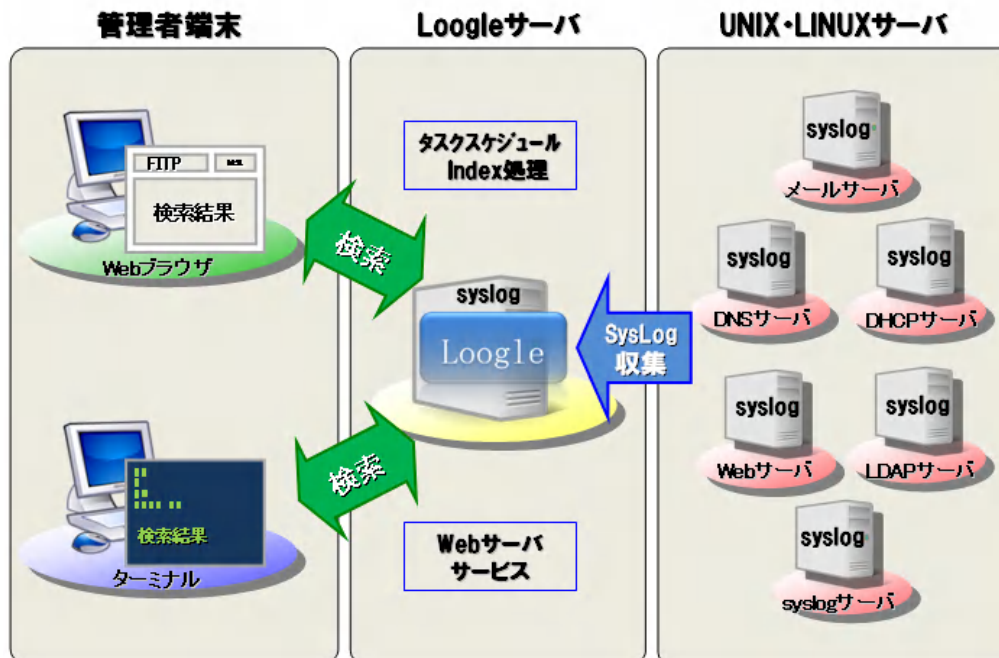 管理者端末
Loogleサーバ
UNIX・LINUXサーバ
FITP
検索結果
Webブラウザ
検索
検索結果
ターミナル
検索
タスクスケジュール
Index処理
syslog
Loogle
SysLog
収集
Webサーバ
サービス
syslog
メールサーバ
syslog
DNSサーバ
syslog
DHCPサーバ
syslog
Webサーバ
syslog
LDAPサーバ
syslog
syslogサーバ